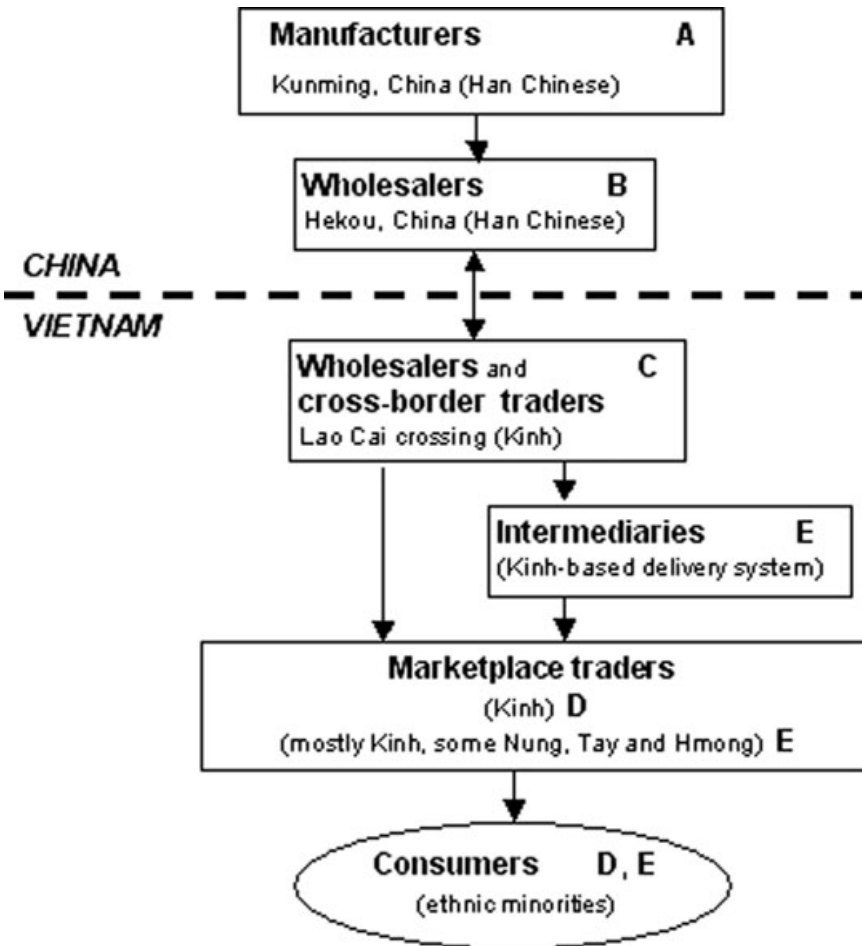 Manufacturers A
Kunming, China (Han Chinese)
Wholesalers B
Hekou, China (Han Chinese)
CHINA
VIETNAM
Wholesalers and C
cross-border traders
Lao Cai crossing (Kinh)
Intermediaries E
(Kinh-based delivery system)
Marketplace traders
(Kinh) D
(mostly Kinh, some Nung, Tay and Hmong) E
Consumers D, E
(ethnic minorities)